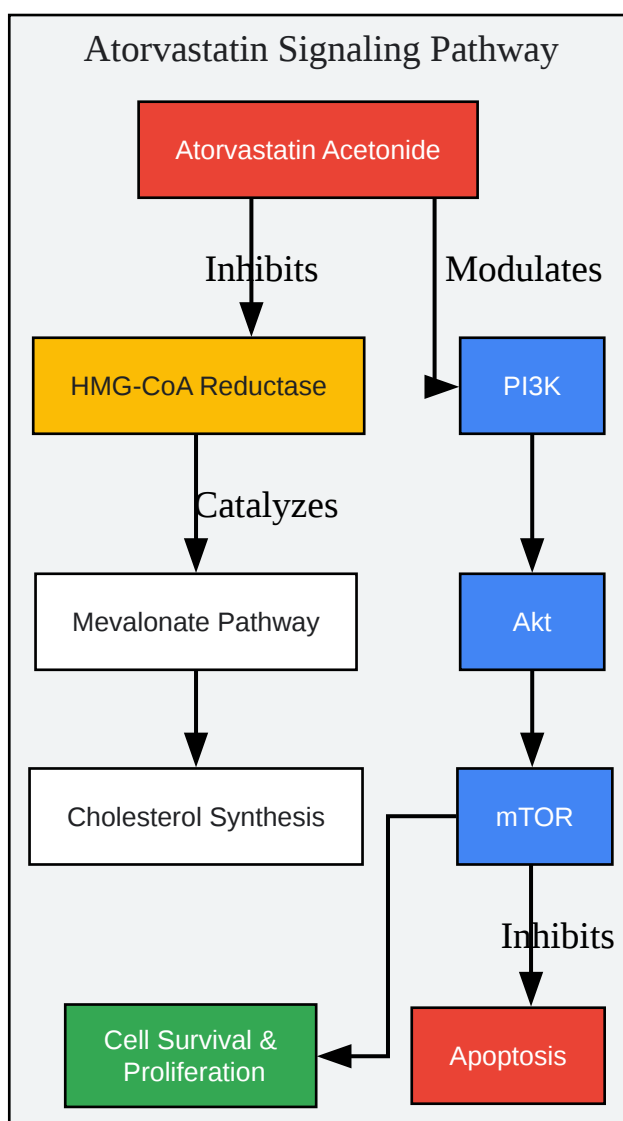 Atorvastatin Signaling Pathway
Atorvastatin Acetonide
Inhibits
Modulates
HMG-CoA Reductase
PI3K
Catalyzes
Mevalonate Pathway
Akt
Cholesterol Synthesis
mTOR
Inhibits
Cell Survival &
Proliferation
Apoptosis